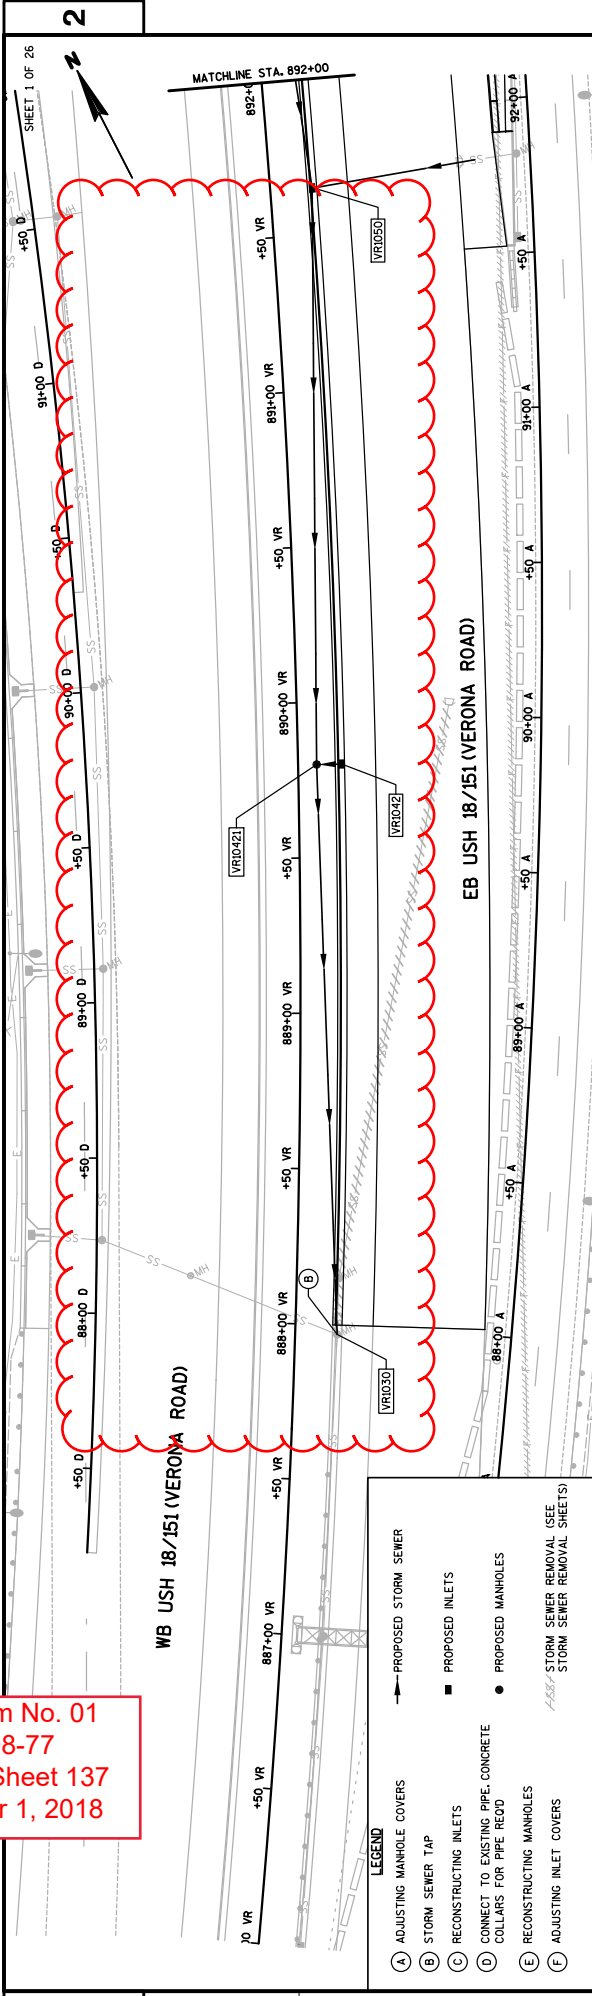 2
SHEET 1 OF 26
N
MATCHLINE STA. 892+00
+50 D
91+00 D
+50 D
90+00 D
+50 D
89+00 D
+50 D
88+00 D
+50 D
+50 VR
891+00 VR
+50 VR
890+00 VR
+50 VR
889+00 VR
+50 VR
888+00 VR
+50 VR
887+00 VR
+50 VR
92+00 A
+50 A
91+00 A
+50 A
90+00 A
+50 A
89+00 A
+50 A
88+00 A
VR1050
VR10421
VR1042
VR1030
B
SS
MH
E
WB USH 18/151 (VERONA ROAD)
EB USH 18/151 (VERONA ROAD)
No. 01
8-77
Sheet 137
1, 2018
LEGEND
A ADJUSTING MANHOLE COVERS
B STORM SEWER TAP
C RECONSTRUCTING INLETS
D CONNECT TO EXISTING PIPE, CONCRETE
COLLARS FOR PIPE REQ'D
E RECONSTRUCTING MANHOLES
F ADJUSTING INLET COVERS
PROPOSED STORM SEWER
PROPOSED INLETS
PROPOSED MANHOLES
STORM SEWER REMOVAL (SEE
STORM SEWER REMOVAL SHEETS)